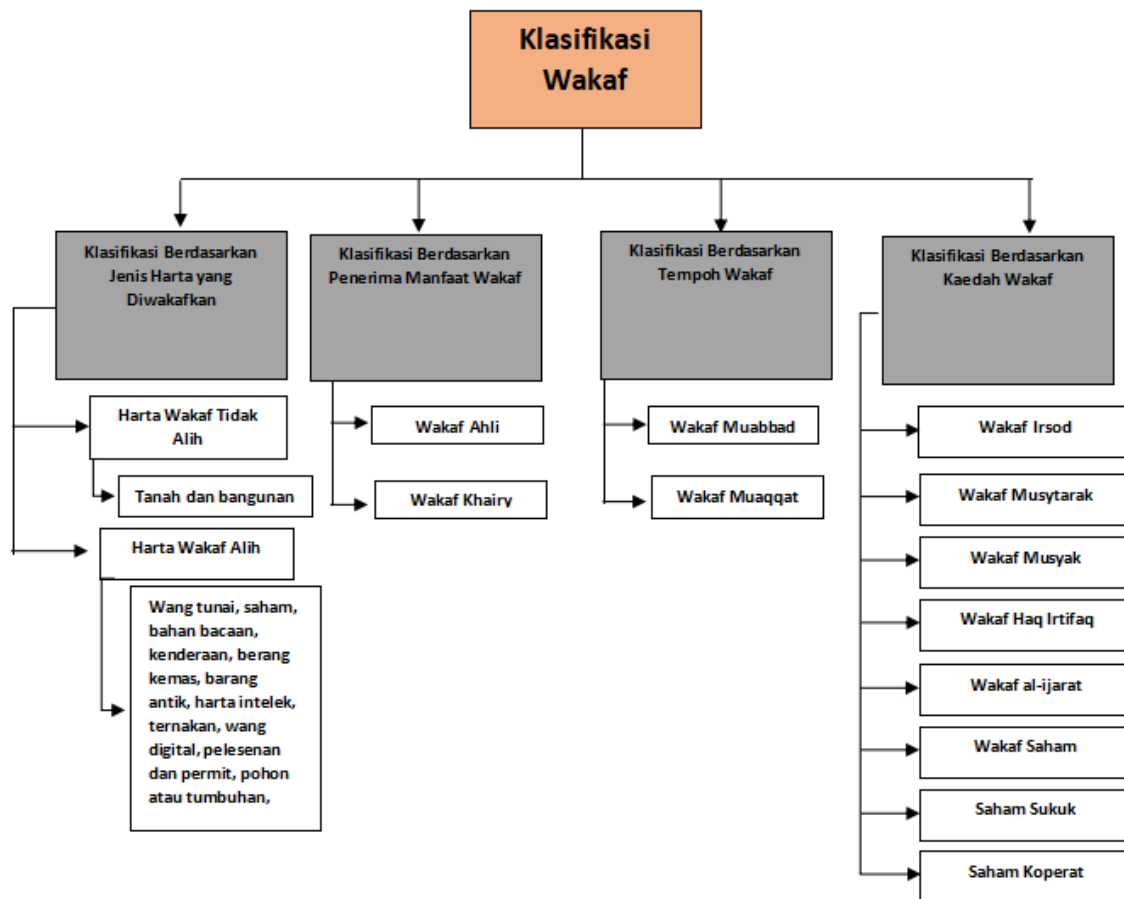 Klasifikasi
Wakaf
Klasifikasi Berdasarkan
Jenis Harta yang
Diwakafkan
Harta Wakaf Tidak
Alih
Tanah dan bangunan
Harta Wakaf Alih
Wang tunai, saham,
bahan bacaan,
kenderaan, berang
kemas, barang
antik, harta intelek,
ternakan, wang
digital, pelesenan
dan permit, pohon
atau tumbuhan,
Klasifikasi Berdasarkan
Penerima Manfaat Wakaf
Wakaf Ahli
Wakaf Khairy
Klasifikasi Berdasarkan
Tempoh Wakaf
Wakaf Muabbad
Wakaf Muaqqat
Klasifikasi Berdasarkan
Kaedah Wakaf
Wakaf Irsod
Wakaf Musytarak
Wakaf Musyak
Wakaf Haq Irtifaq
Wakaf al-ijarat
Wakaf Saham
Saham Sukuk
Saham Koperat